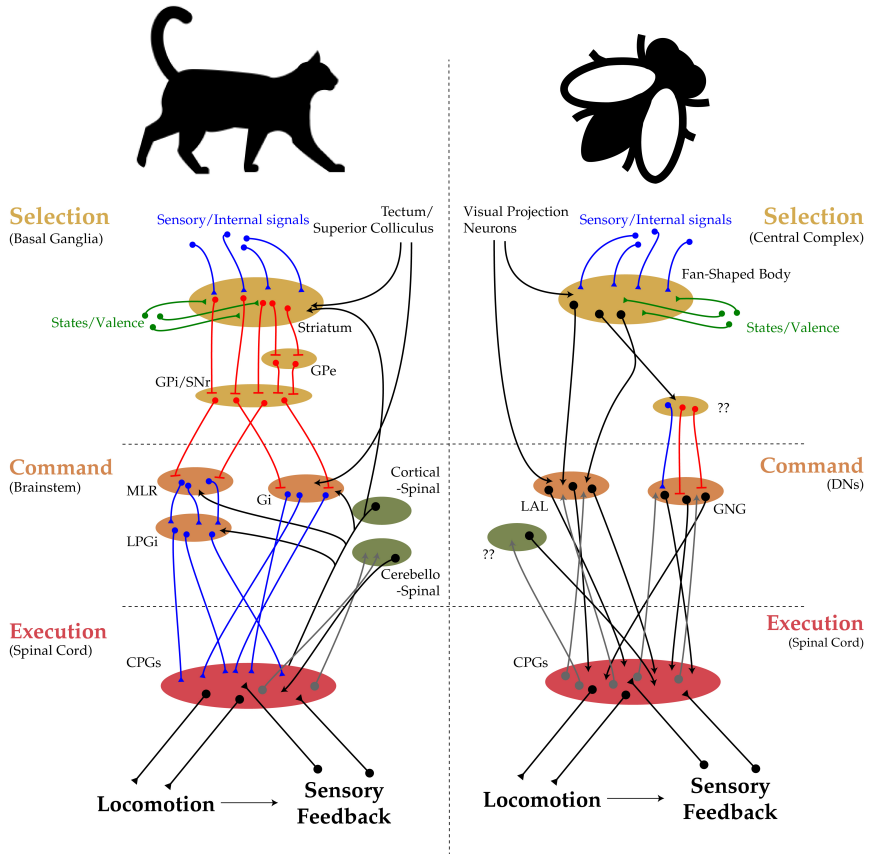 Selection
(Basal Ganglia)
Sensory/Internal signals
Tectum/
Superior Colliculus
States/Valence
Striatum
GPe
GPi/SNr
Command
(Brainstem)
MLR
Gi
LPGi
Cortical
-Spinal
Cerebello
-Spinal
Execution
(Spinal Cord)
CPGs
Locomotion
Sensory
Feedback
Visual Projection
Neurons
Sensory/Internal signals
Selection
(Central Complex)
Fan-Shaped Body
States/Valence
??
Command
(DNs)
LAL
GNG
??
Execution
(Spinal Cord)
CPGs
Locomotion
Sensory
Feedback